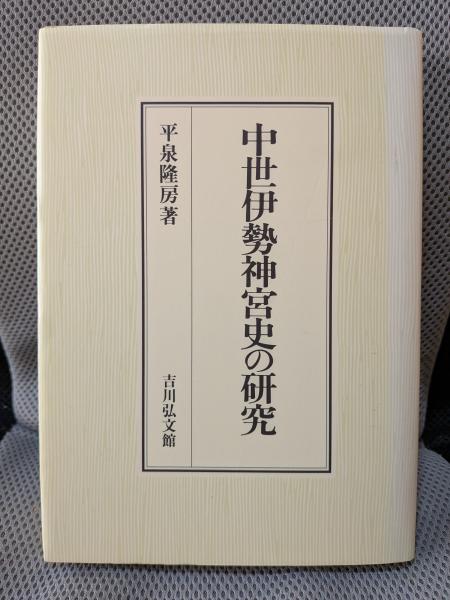 中世伊勢神宮史の研究
平泉隆房著
吉川弘文館